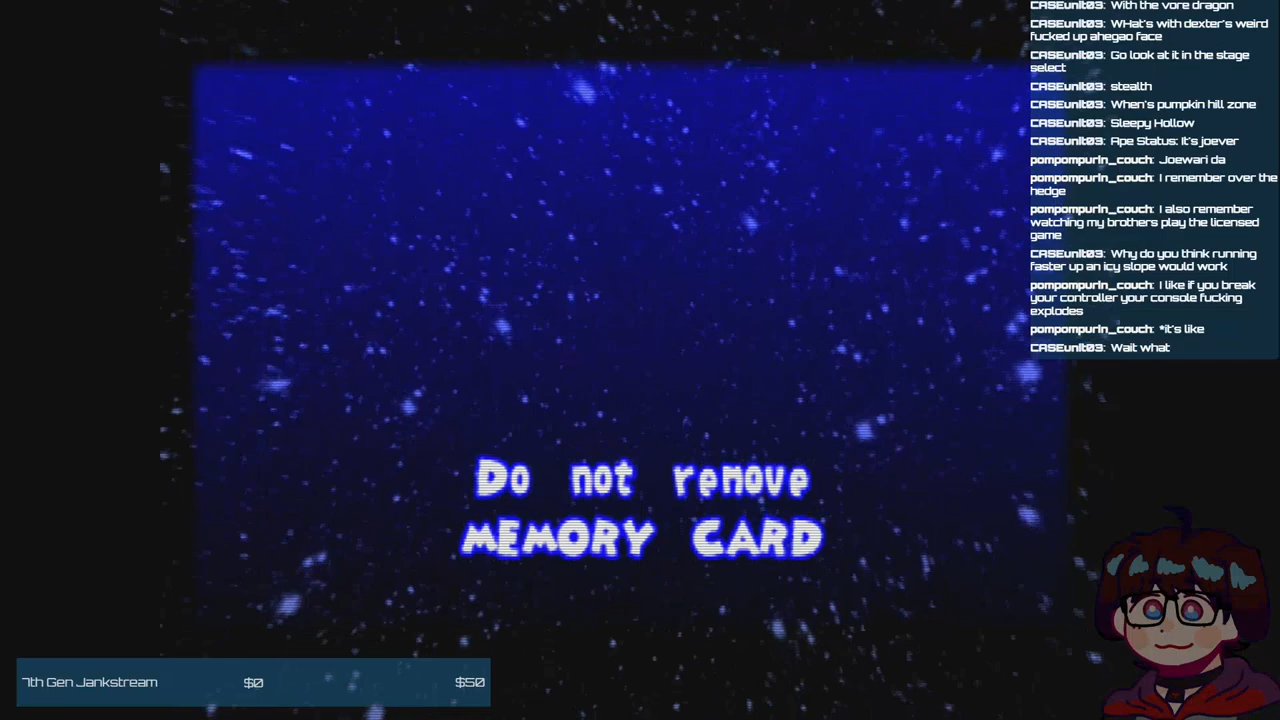 CASEunit03: With the vore dragon
CASEunit03: WHat's with dexter's weird
fucked up ahegao face
CASEunit03: Go look at it in the stage
select
CASEunit03: stealth
CASEunit03: When's pumpkin hill zone
CASEunit03: Sleepy Hollow
CASEunit03: Ape Status: It's joever
pompompurin_couch: Joewari da
pompompurin_couch: I remember over the
hedge
pompompurin_couch: I also remember
watching my brothers play the licensed
game
CASEunit03: Why do you think running
faster up an icy slope would work
pompompurin_couch: I like if you break
your controller your console fucking
explodes
pompompurin_couch: *it's like
CASEunit03: Wait what
Do not remove
MEMORY CARD
7th Gen Jankstream $0 $50